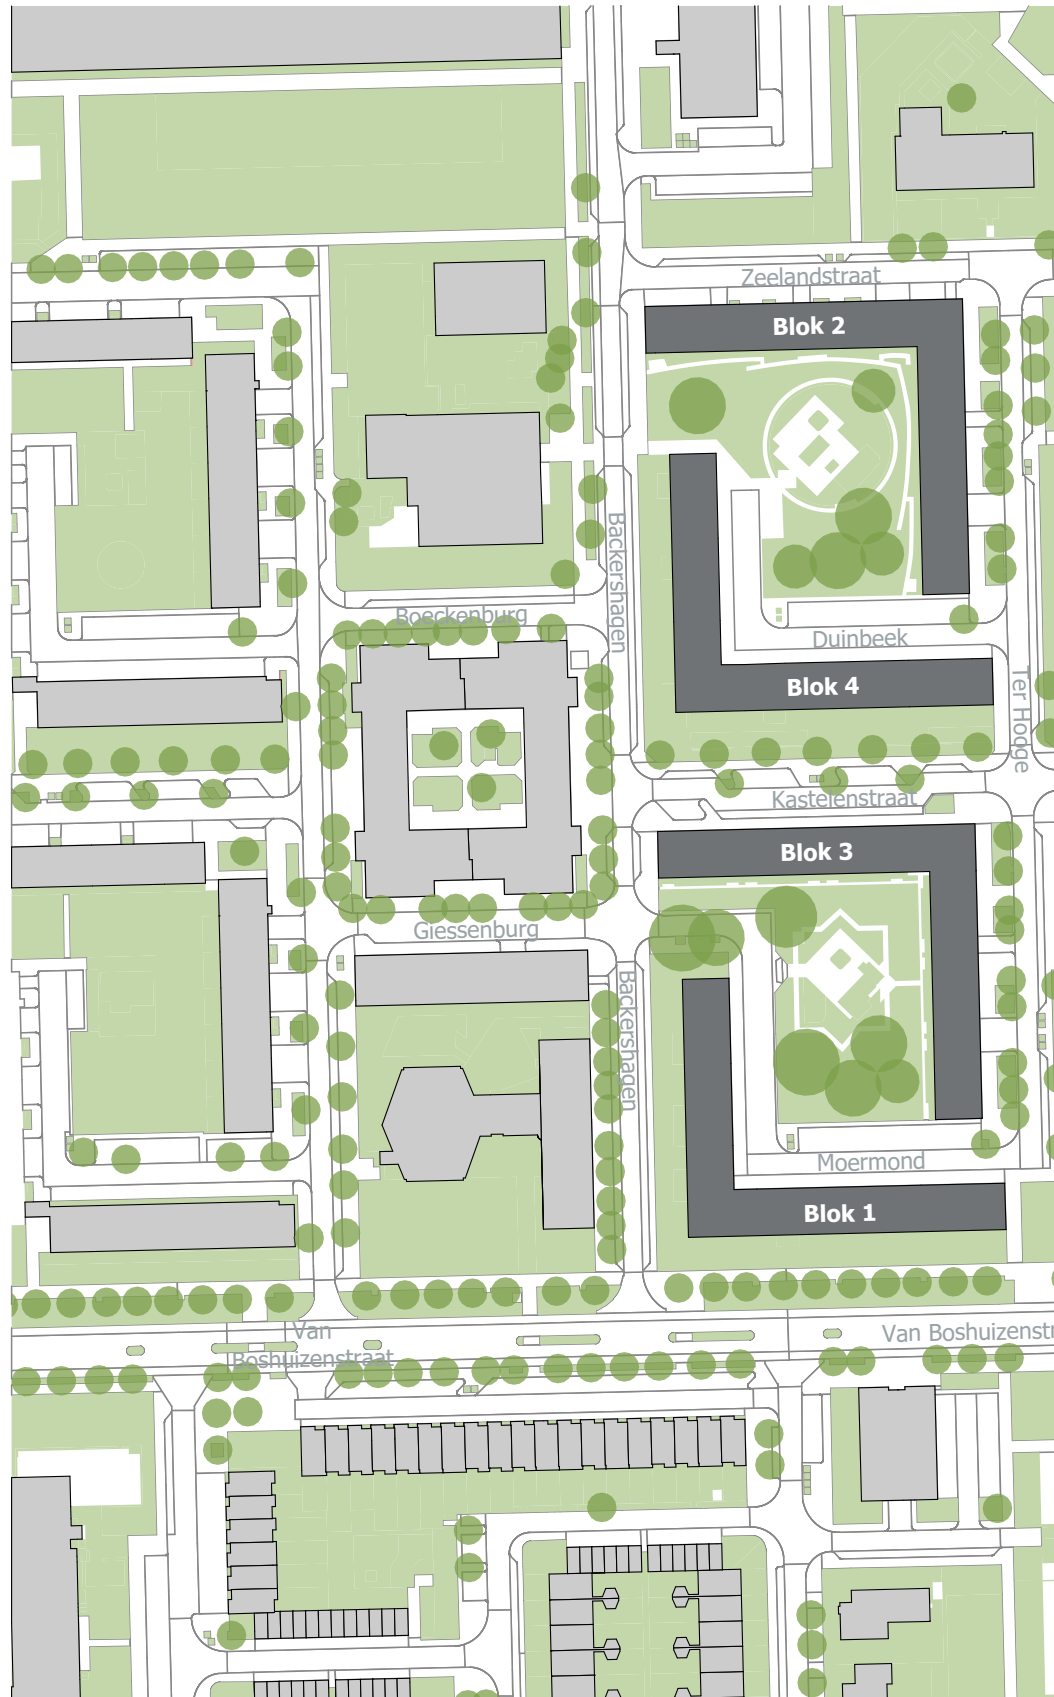 Zeelandstraat
Blok 2
Backershagen
Boeckenburg
Duinbeek
Blok 4
Ter Hooge
Kastelenstraat
Blok 3
Giessenburg
Backershagen
Moermond
Blok 1
Van
Boshuizenstraat
Van Boshuizenstr